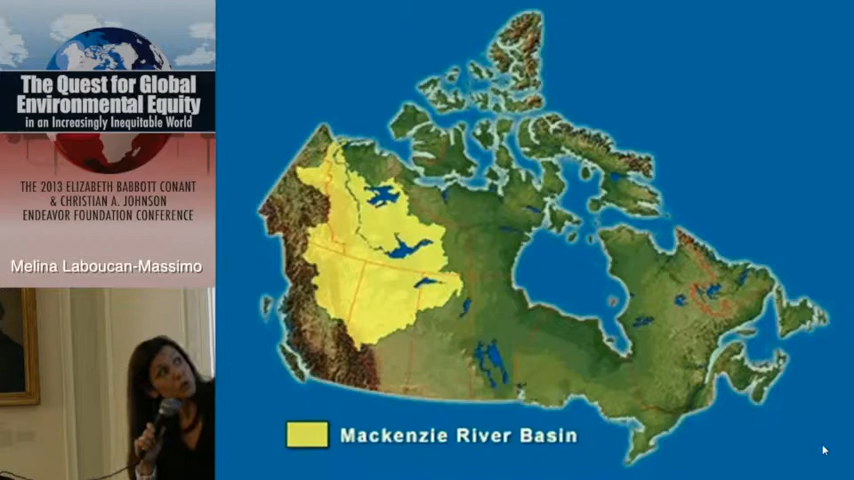 The Quest for Global
Environmental Equity
in an Increasingly Inequitable World
THE 2013 ELIZABETH BABBOTT CONANT
& CHRISTIAN A. JOHNSON
ENDEAVOR FOUNDATION CONFERENCE
Melina Laboucan-Massimo
Mackenzie River Basin